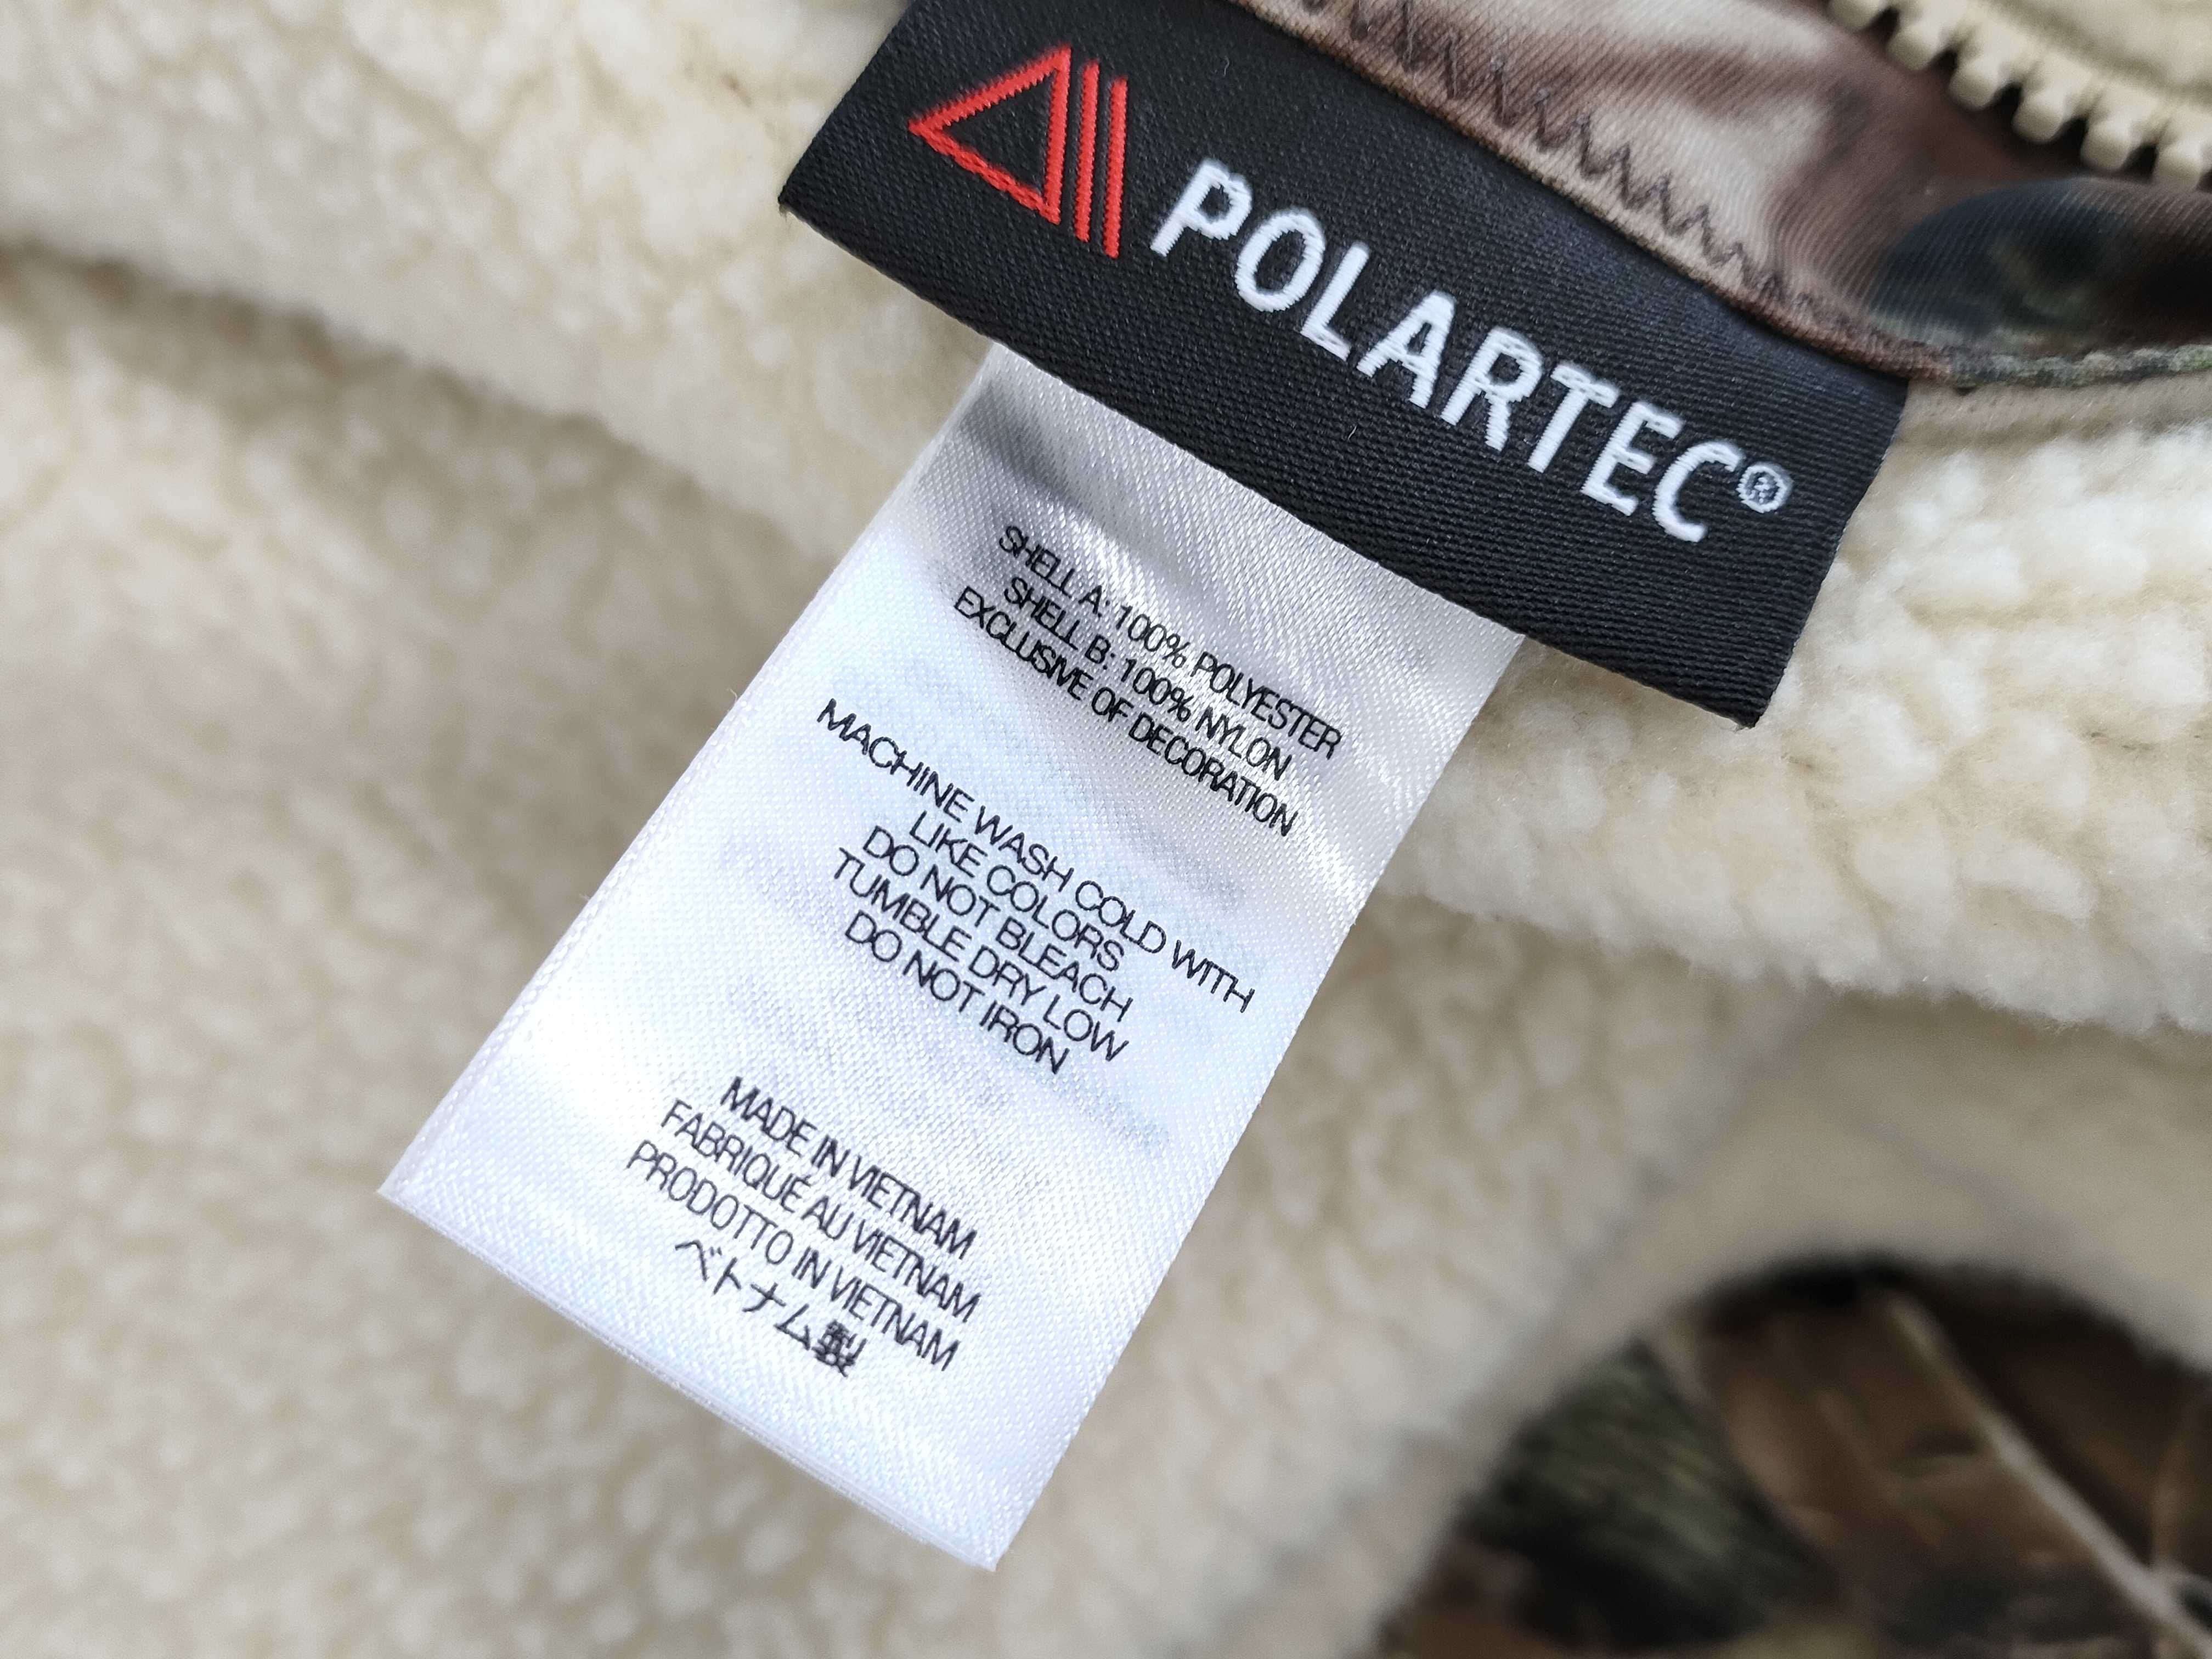 POLARTEC®
SHELL A: 100% POLYESTER
SHELL B: 100% NYLON
EXCLUSIVE OF DECORATION
MACHINE WASH COLD WITH
LIKE COLORS
DO NOT BLEACH
TUMBLE DRY LOW
DO NOT IRON
MADE IN VIETNAM
FABRIQUÉ AU VIETNAM
PRODOTTO IN VIETNAM
ベトナム製